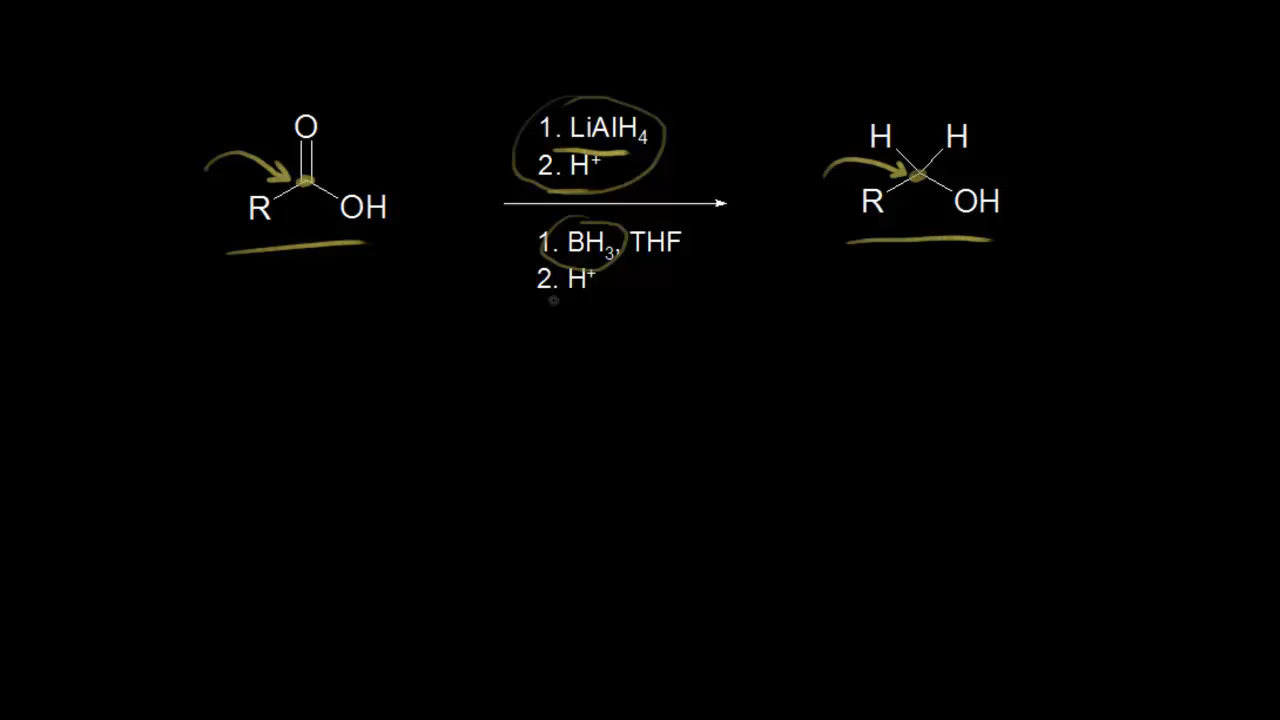 O
R
OH
1. LiAlH₄
2. H⁺
1. BH₃, THF
2. H⁺
H H
R
OH